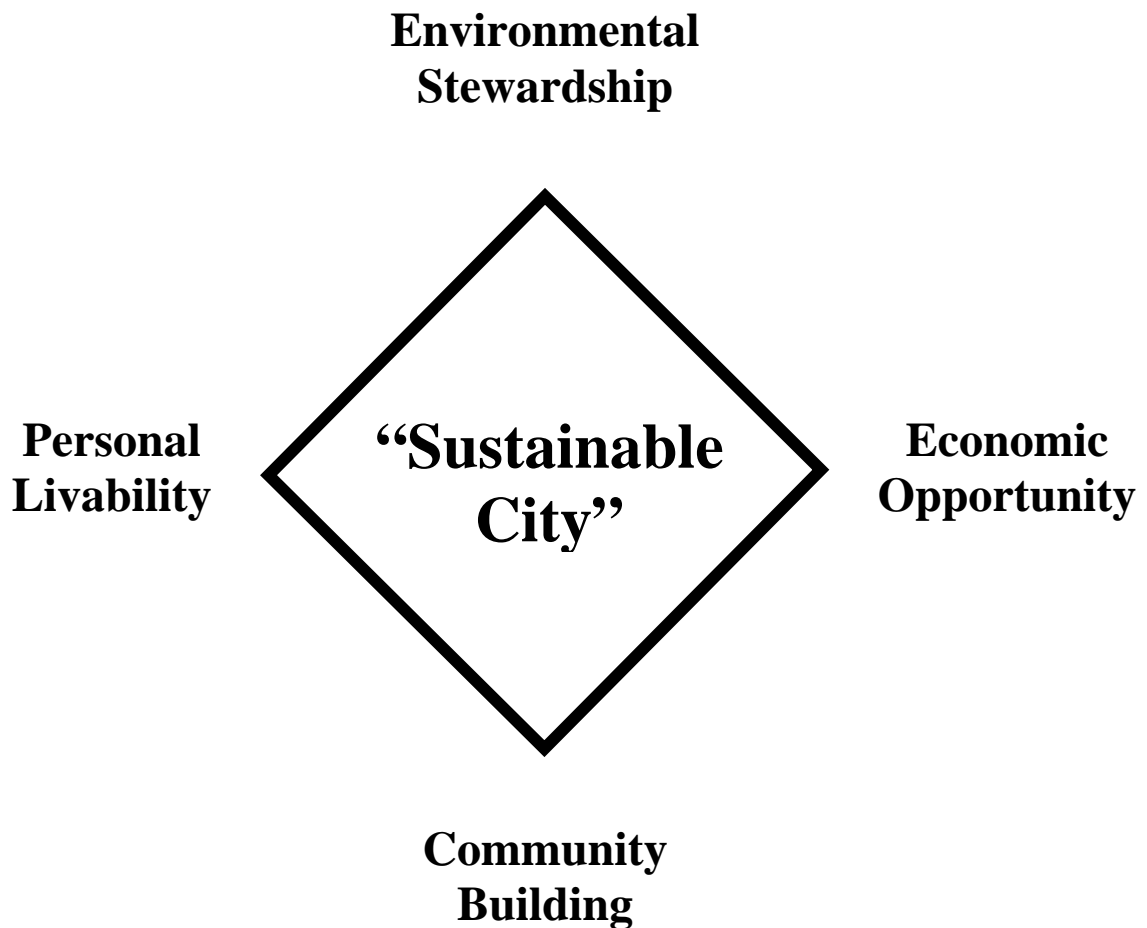 Environmental
Stewardship
Personal
Livability
“Sustainable
City”
Economic
Opportunity
Community
Building